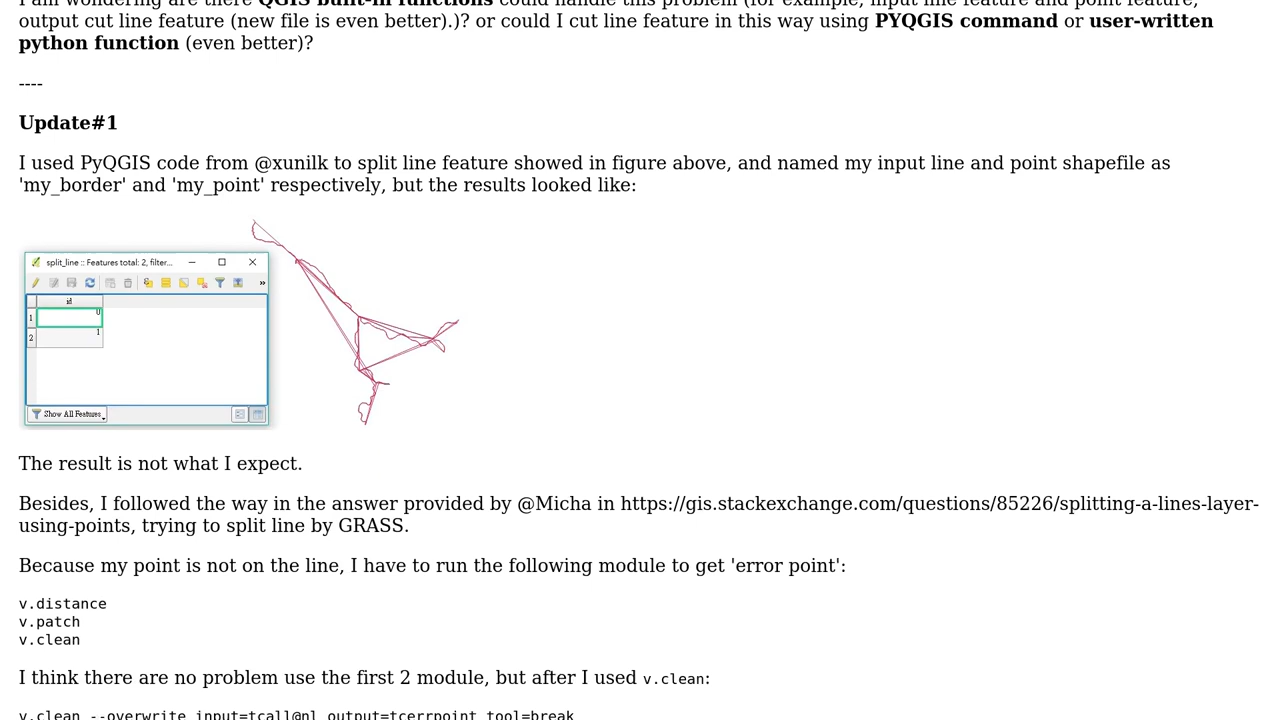 I am wondering are there QGIS built-in functions could handle this problem (for example, input line feature and point feature,
output cut line feature (new file is even better).)? or could I cut line feature in this way using PYQGIS command or user-written
python function (even better)?
----
Update#1
I used PyQGIS code from @xunilk to split line feature showed in figure above, and named my input line and point shapefile as
'my_border' and 'my_point' respectively, but the results looked like:
split_line :: Features total: 2, filter...
id
1 0
2 1
Show All Features
The result is not what I expect.
Besides, I followed the way in the answer provided by @Micha in https://gis.stackexchange.com/questions/85226/splitting-a-lines-layer-
using-points, trying to split line by GRASS.
Because my point is not on the line, I have to run the following module to get 'error point':
v.distance
v.patch
v.clean
I think there are no problem use the first 2 module, but after I used v.clean:
v.clean --overwrite input=tcall@nl output=tcerrpoint tool=break